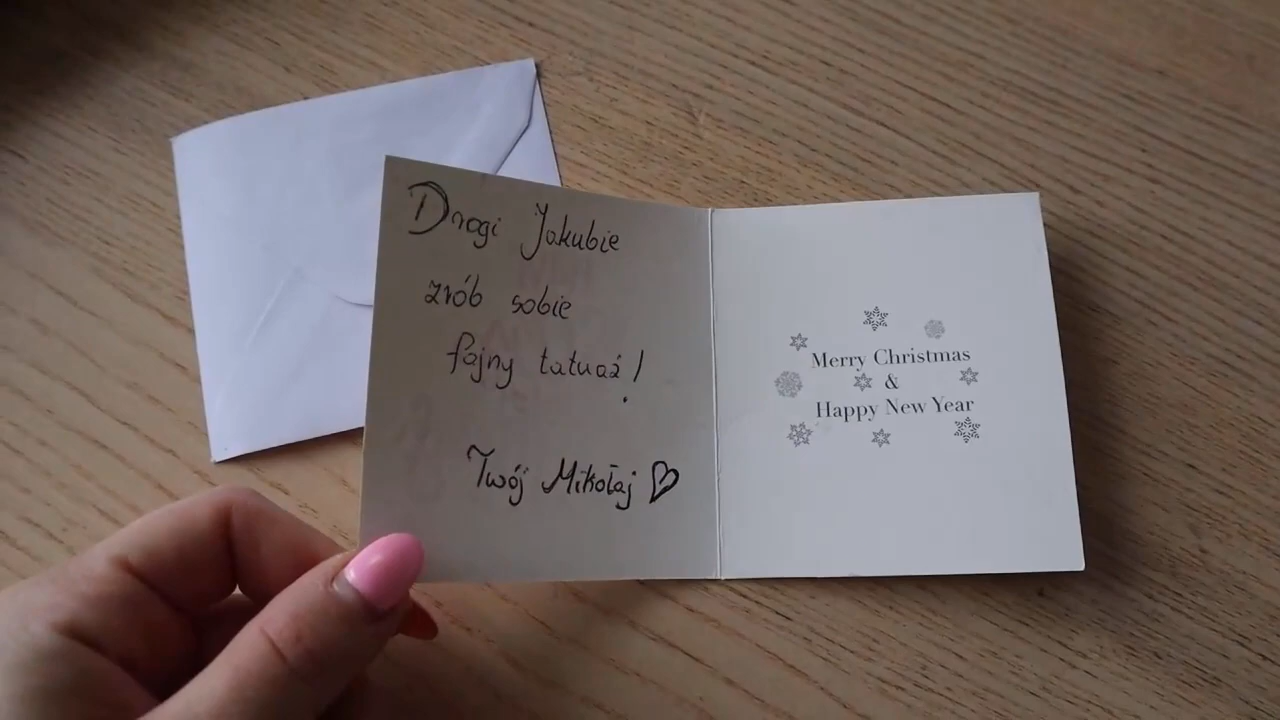 Drogi Jakubie
zrób sobie
fajny tatuaż!
Twój Mikołaj ♡
Merry Christmas
&
Happy New Year